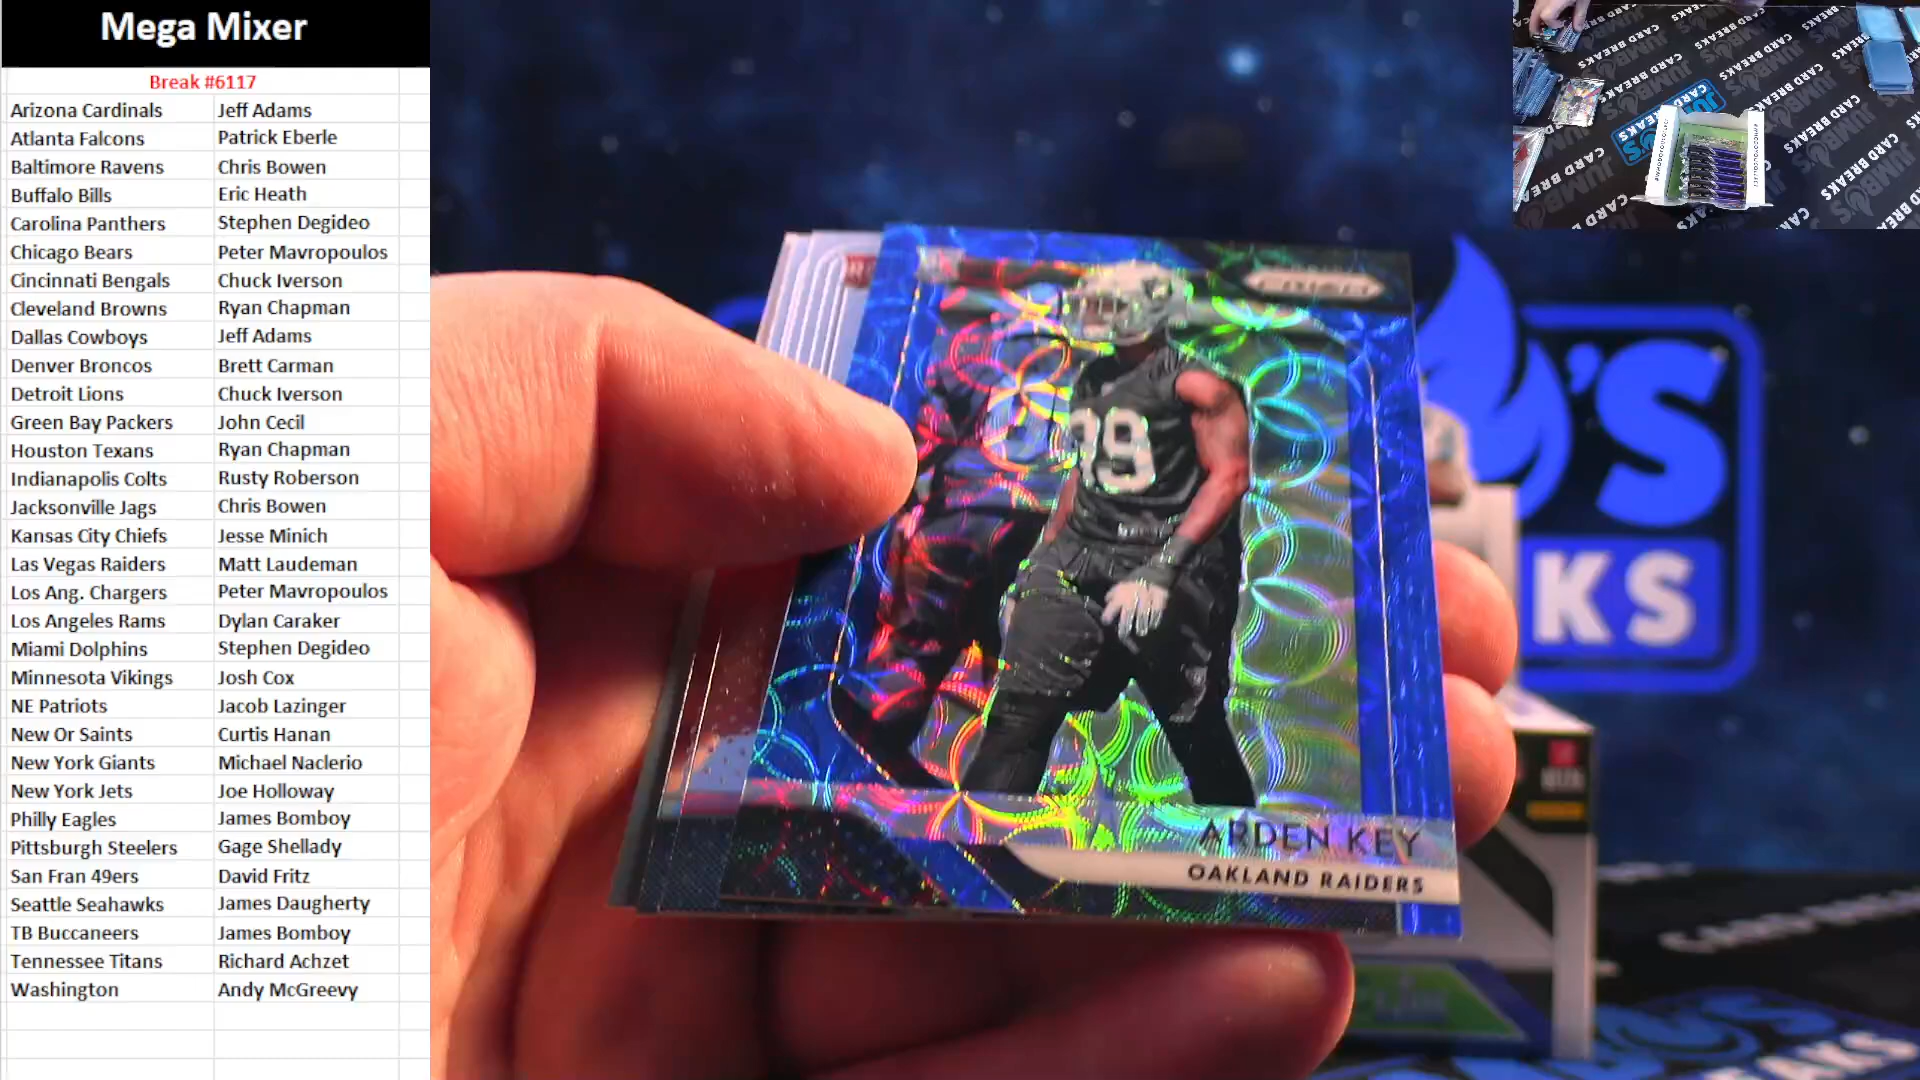 Mega Mixer
Break #6117
Arizona Cardinals Jeff Adams
Atlanta Falcons Patrick Eberle
Baltimore Ravens Chris Bowen
Buffalo Bills Eric Heath
Carolina Panthers Stephen Degideo
Chicago Bears Peter Mavropoulos
Cincinnati Bengals Chuck Iverson
Cleveland Browns Ryan Chapman
Dallas Cowboys Jeff Adams
Denver Broncos Brett Carman
Detroit Lions Chuck Iverson
Green Bay Packers John Cecil
Houston Texans Ryan Chapman
Indianapolis Colts Rusty Roberson
Jacksonville Jags Chris Bowen
Kansas City Chiefs Jesse Minich
Las Vegas Raiders Matt Laudeman
Los Ang. Chargers Peter Mavropoulos
Los Angeles Rams Dylan Caraker
Miami Dolphins Stephen Degideo
Minnesota Vikings Josh Cox
NE Patriots Jacob Lazinger
New Or Saints Curtis Hanan
New York Giants Michael Naclerio
New York Jets Joe Holloway
Philly Eagles James Bomboy
Pittsburgh Steelers Gage Shellady
San Fran 49ers David Fritz
Seattle Seahawks James Daugherty
TB Buccaneers James Bomboy
Tennessee Titans Richard Achzet
Washington Andy McGreevy
PRIZM
99
ARDEN KEY
OAKLAND RAIDERS
'S
KS
JUMBO'S
CARD BREAKS